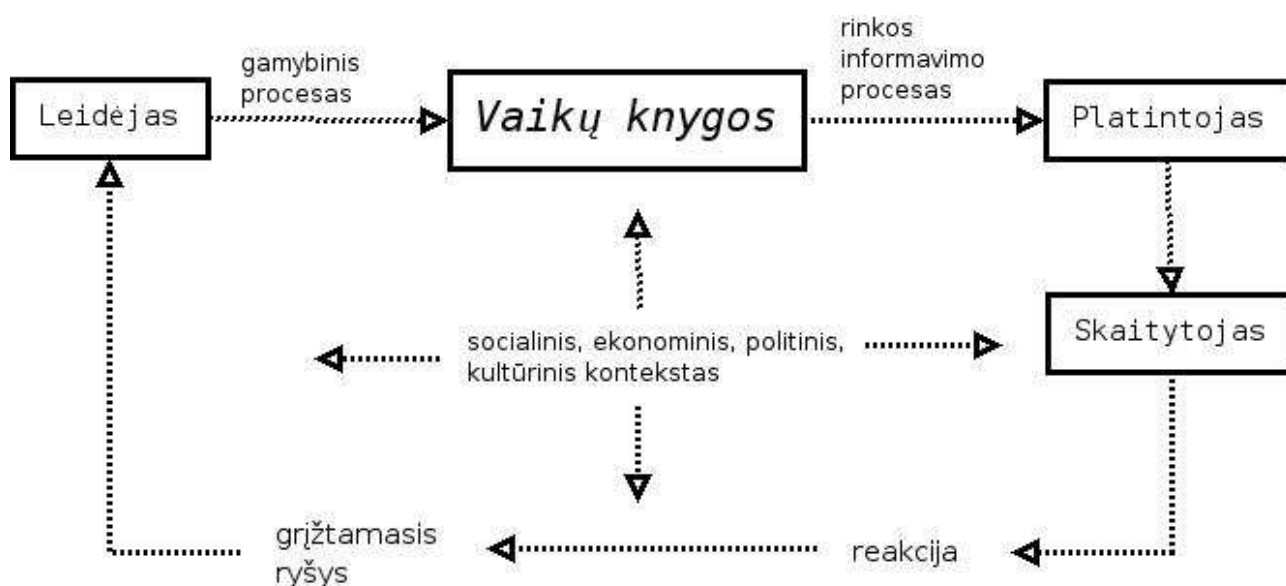 Leidėjas
gamybinis
procesas
Vaikų knygos
rinkos
informavimo
procesas
Platintojas
Skaitytojas
socialinis, ekonominis, politinis,
kultūrinis kontekstas
reakcija
grįžtamasis
ryšys